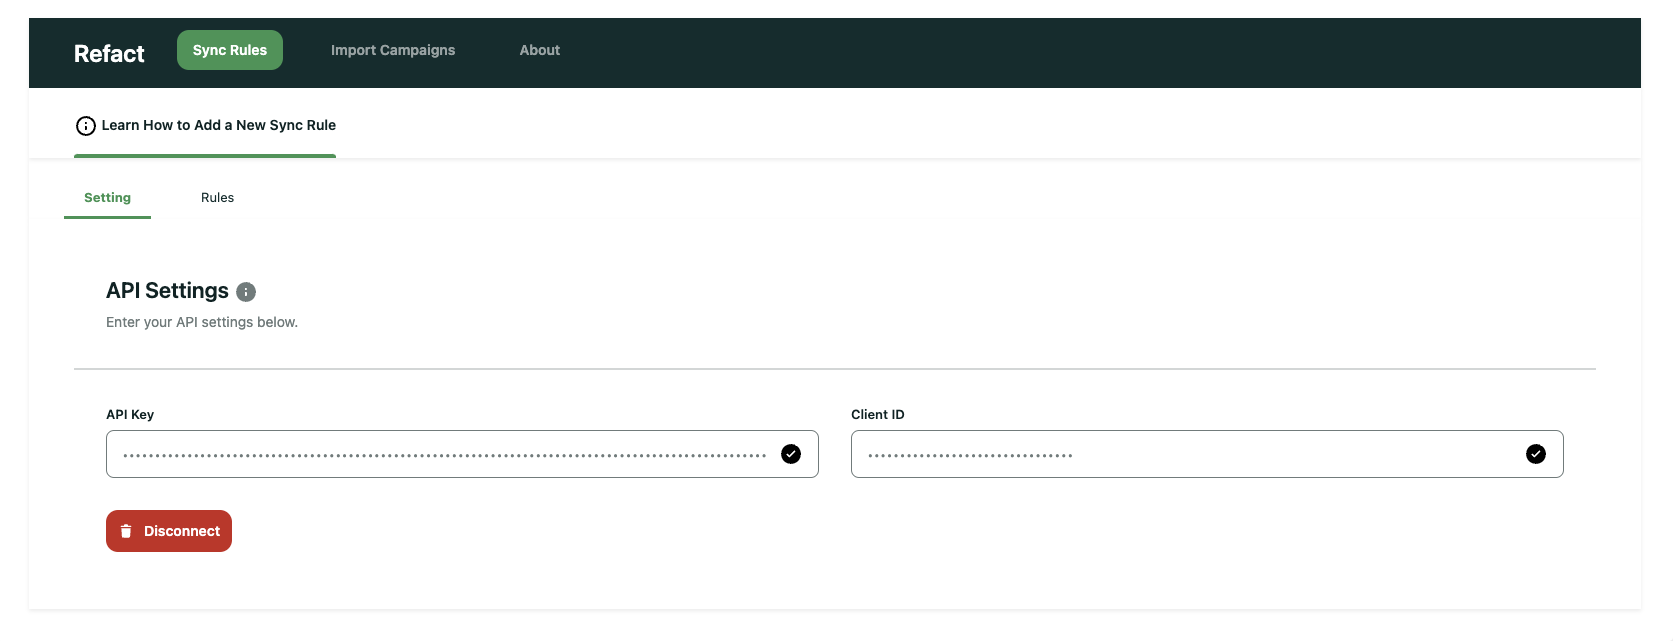 Refact
Sync Rules
Import Campaigns
About
Learn How to Add a New Sync Rule
Setting
Rules
API Settings
Enter your API settings below.
API Key
Client ID
Disconnect